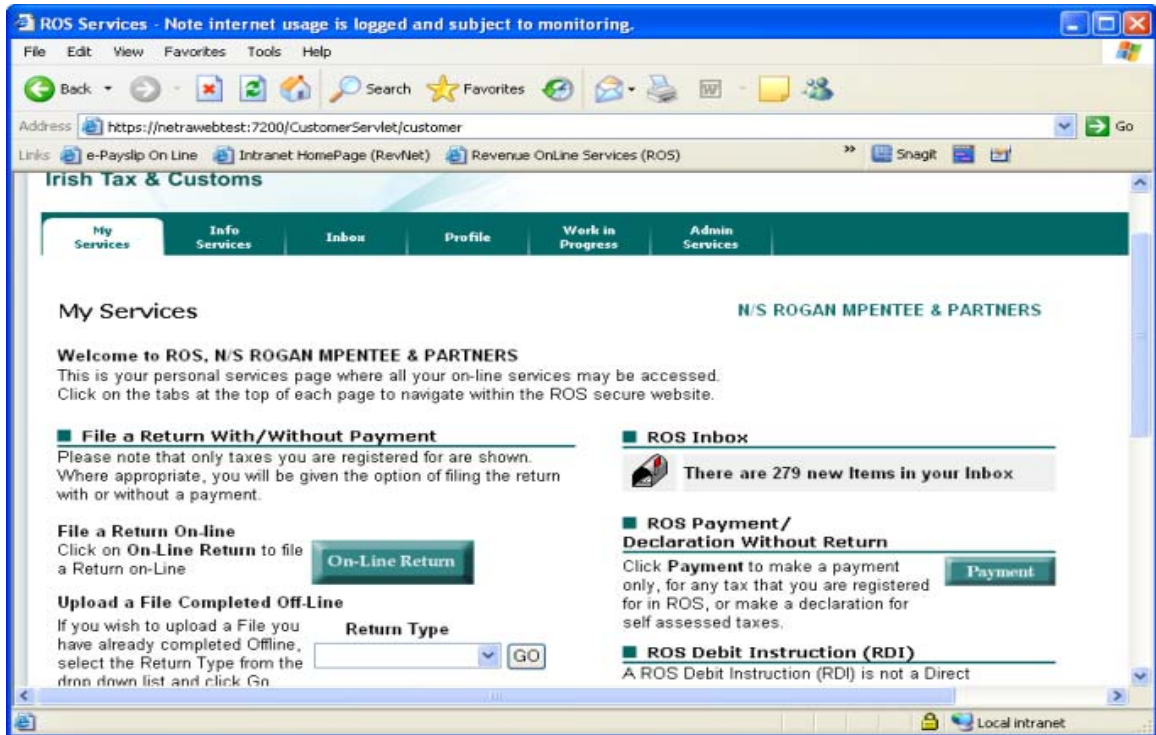 ROS Services - Note internet usage is logged and subject to monitoring.
File Edit View Favorites Tools Help
Back Search Favorites
Address https://netrawebtest:7200/CustomerServlet/customer Go
Links e-Payslip On Line Intranet HomePage (RevNet) Revenue OnLine Services (ROS) » Snagit
Irish Tax & Customs
My Services Info Services Inbox Profile Work in Progress Admin Services
My Services
N/S ROGAN MPENTEE & PARTNERS
Welcome to ROS, N/S ROGAN MPENTEE & PARTNERS
This is your personal services page where all your on-line services may be accessed.
Click on the tabs at the top of each page to navigate within the ROS secure website.
File a Return With/Without Payment
Please note that only taxes you are registered for are shown.
Where appropriate, you will be given the option of filing the return
with or without a payment.
File a Return On-line
Click on On-Line Return to file
a Return on-Line
On-Line Return
Upload a File Completed Off-Line
If you wish to upload a File you
have already completed Offline,
select the Return Type from the
drop down list and click Go
Return Type
GO
ROS Inbox
There are 279 new Items in your Inbox
ROS Payment/
Declaration Without Return
Click Payment to make a payment
only, for any tax that you are registered
for in ROS, or make a declaration for
self assessed taxes.
Payment
ROS Debit Instruction (RDI)
A ROS Debit Instruction (RDI) is not a Direct
Local intranet